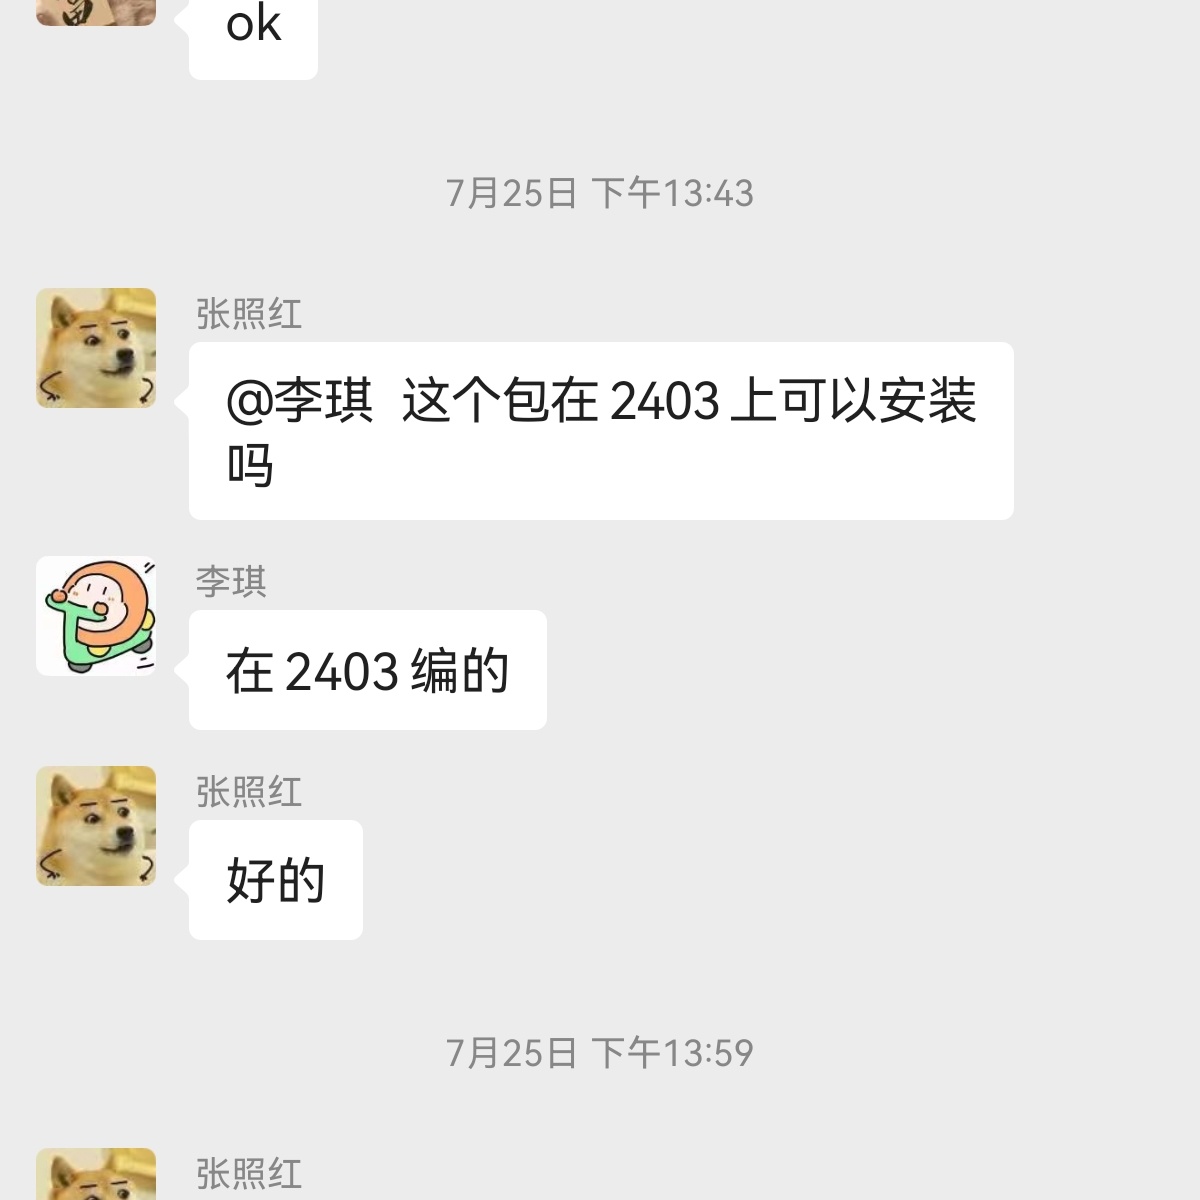 ok
7月25日 下午13:43
张照红
@李琪 这个包在 2403 上可以安装
吗
李琪
在 2403 编的
张照红
好的
7月25日 下午13:59
张照红